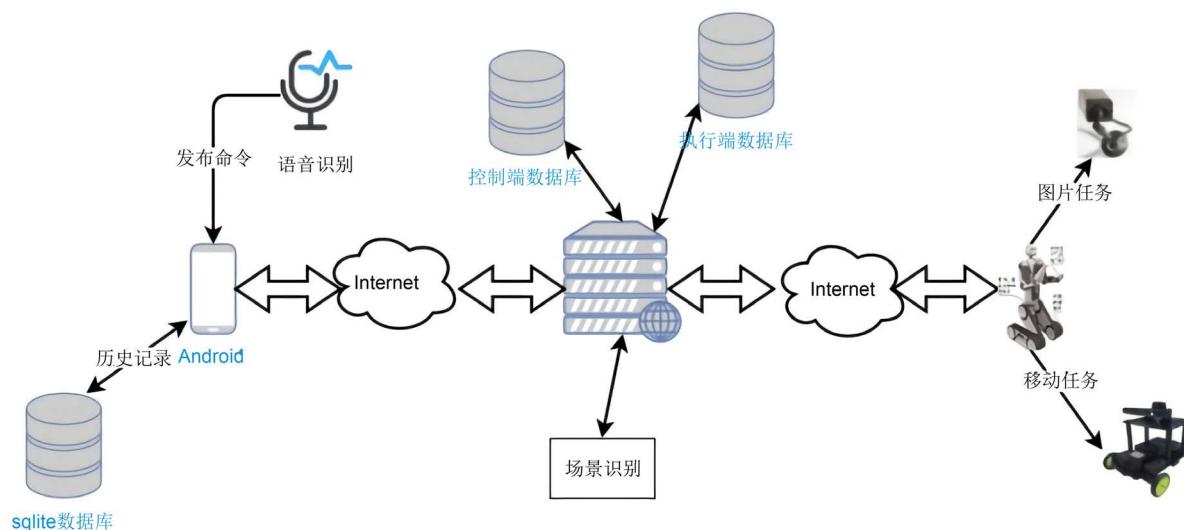 发布命令
语音识别
控制端数据库
执行端数据库
图片任务
Internet
Internet
历史记录
Android
移动任务
场景识别
sqlite数据库